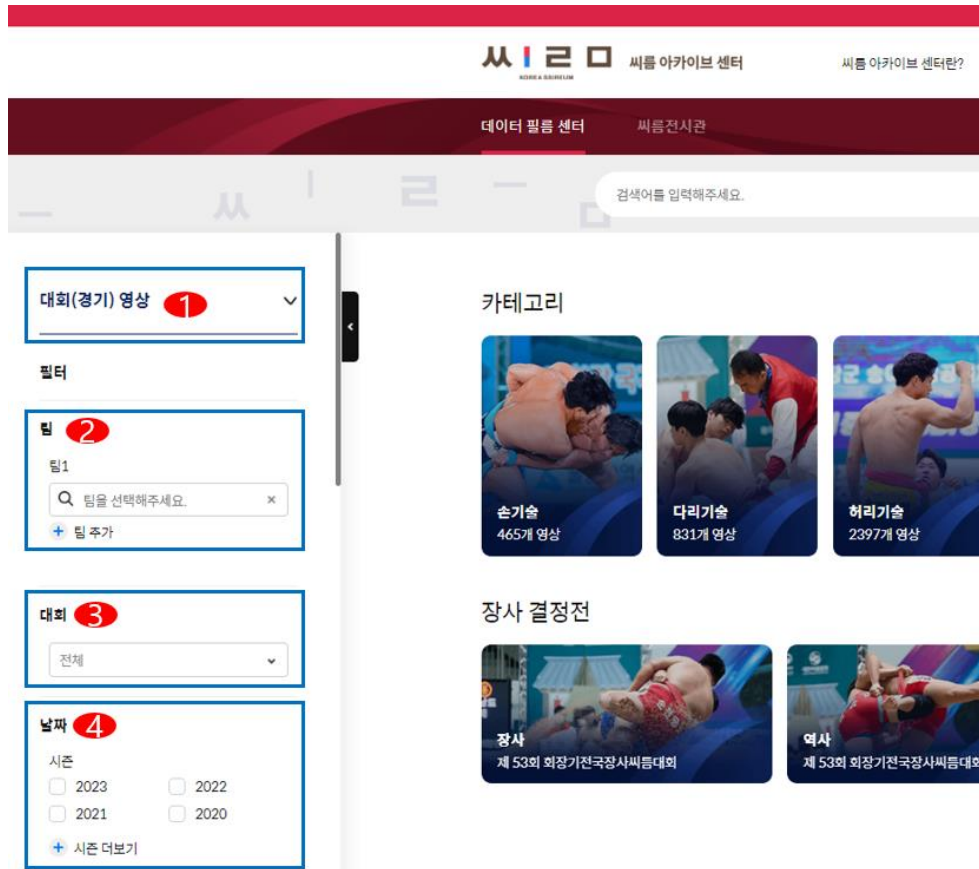 씨름 KOREA SSIREUM 씨름 아카이브 센터 씨름 아카이브 센터란?
데이터 필름 센터 씨름전시관
ㅡ ㅆ ㅣ ㄹ ㅡ ㅁ
검색어를 입력해주세요.
대회(경기) 영상 1
필터
팀 2
팀1
팀을 선택해주세요. ×
+ 팀 추가
대회 3
전체
날짜 4
시즌
2023 2022
2021 2020
+ 시즌 더보기
카테고리
손기술
465개 영상
다리기술
831개 영상
허리기술
2397개 영상
장사 결정전
장사
제 53회 회장기전국장사씨름대회
역사
제 53회 회장기전국장사씨름대회